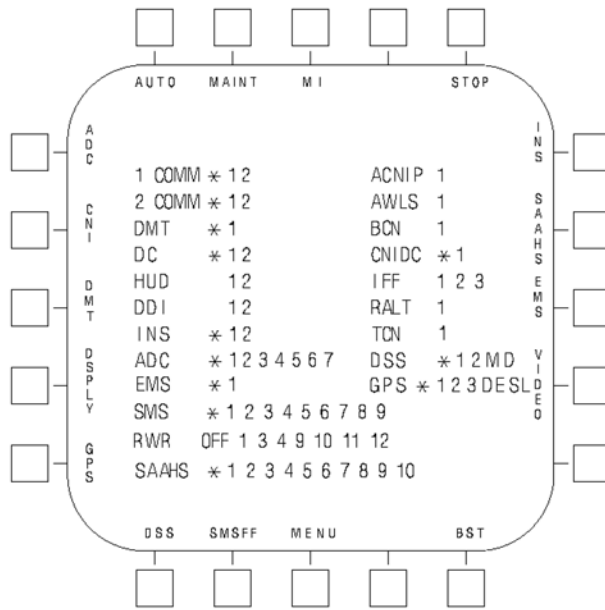 AUTO MAINT MI STOP
ADC
INS
1 COMM * 1 2 ACNIP 1
2 COMM * 1 2 AWLS 1
CNI
SAAHS
DMT * 1 BCN 1
DC * 1 2 CNIDC * 1
HUD 1 2 IFF 1 2 3
DMT
EMS
DDI 1 2 RALT 1
INS * 1 2 TCN 1
DSPLY
VIDEO
ADC * 1 2 3 4 5 6 7 DSS * 1 2 M D
EMS * 1 GPS * 1 2 3 D E S L
SMS * 1 2 3 4 5 6 7 8 9
RWR OFF 1 3 4 9 10 11 12
GPS
SAAHS * 1 2 3 4 5 6 7 8 9 10
DSS SMSFF MENU BST